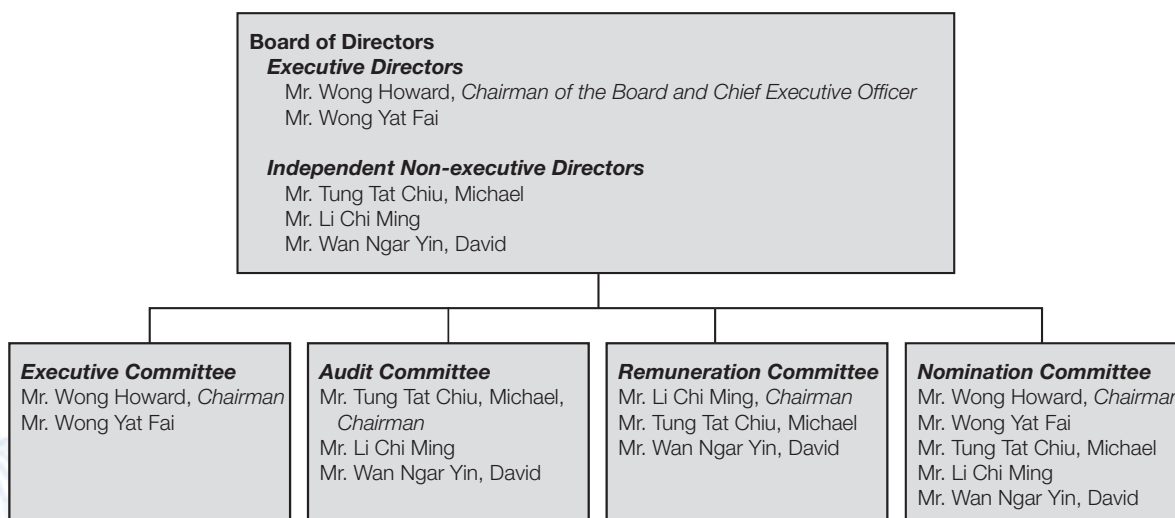 Board of Directors
Executive Directors
Mr. Wong Howard, Chairman of the Board and Chief Executive Officer
Mr. Wong Yat Fai
Independent Non-executive Directors
Mr. Tung Tat Chiu, Michael
Mr. Li Chi Ming
Mr. Wan Ngar Yin, David
Executive Committee
Mr. Wong Howard, Chairman
Mr. Wong Yat Fai
Audit Committee
Mr. Tung Tat Chiu, Michael,
Chairman
Mr. Li Chi Ming
Mr. Wan Ngar Yin, David
Remuneration Committee
Mr. Li Chi Ming, Chairman
Mr. Tung Tat Chiu, Michael
Mr. Wan Ngar Yin, David
Nomination Committee
Mr. Wong Howard, Chairman
Mr. Wong Yat Fai
Mr. Tung Tat Chiu, Michael
Mr. Li Chi Ming
Mr. Wan Ngar Yin, David